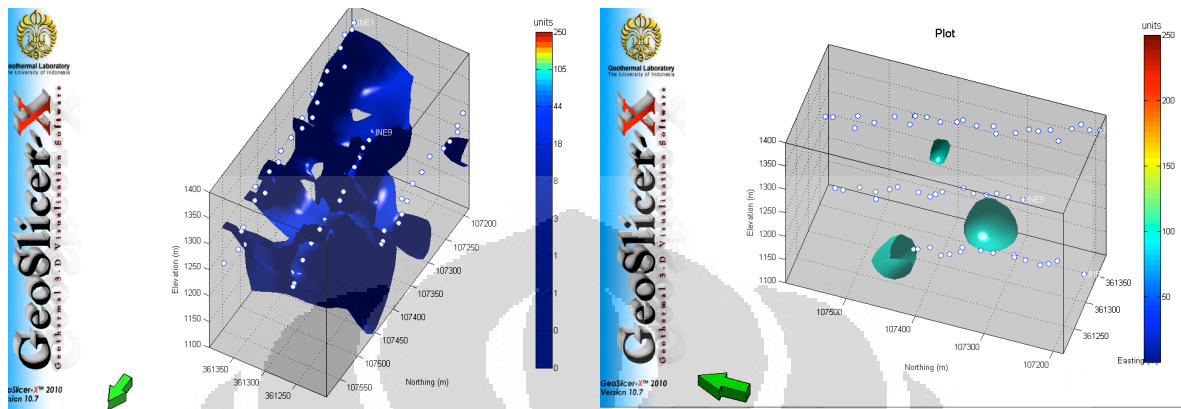 Geothermal Laboratory
The University of Indonesia
GeoSlicer-X
Geothermal 3-D Visualization Software
eoSlicer-X™ 2010
rsion 10.7
INE1
INE9
units
250
105
44
18
8
3
1
1
0
0
1400
1350
1300
1250
1200
1150
1100
Elevation (m)
361350
361300
361250
107200
107250
107300
107350
107400
107450
107500
107550
Northing (m)
Geothermal Laboratory
The University of Indonesia
GeoSlicer-X
Geothermal 3-D Visualization Software
GeoSlicer-X™ 2010
Version 10.7
Plot
1400
1350
1300
1250
1200
1150
1100
Elevation (m)
INE9
107500
107400
107300
107200
Northing (m)
361350
361300
361250
Easting
units
250
200
150
100
50